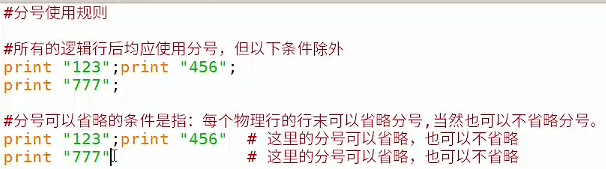 #分号使用规则
#所有的逻辑行后均应使用分号，但以下条件除外
print "123";print "456";
print "777";
#分号可以省略的条件是指：每个物理行的行末可以省略分号,当然也可以不省略分号。
print "123";print "456"  # 这里的分号可以省略，也可以不省略
print "777"              # 这里的分号可以省略，也可以不省略